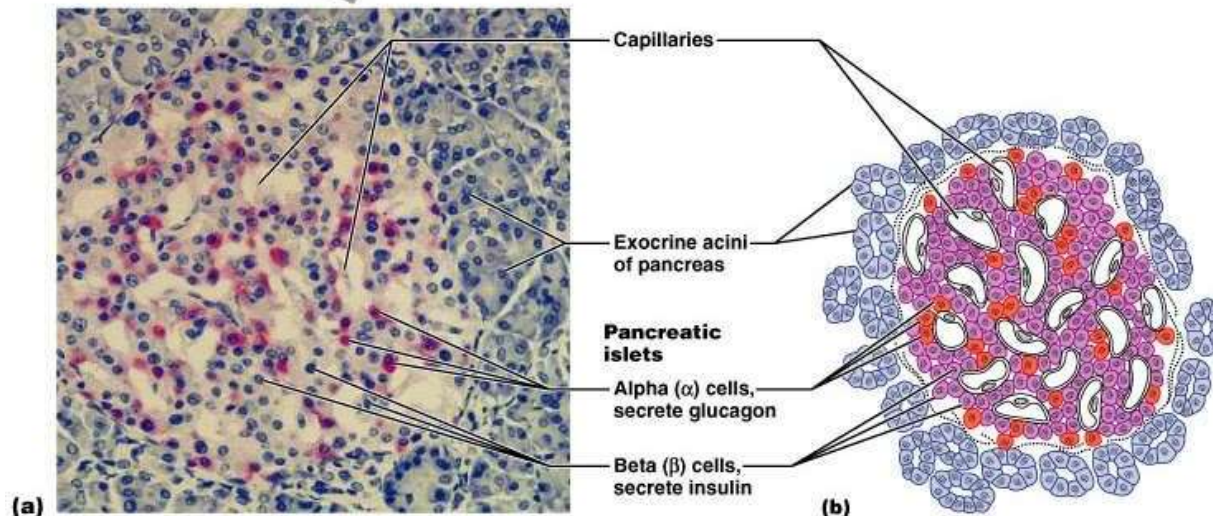 Capillaries
Exocrine acini
of pancreas
Pancreatic
islets
Alpha (α) cells,
secrete glucagon
Beta (β) cells,
secrete insulin
(a)
(b)